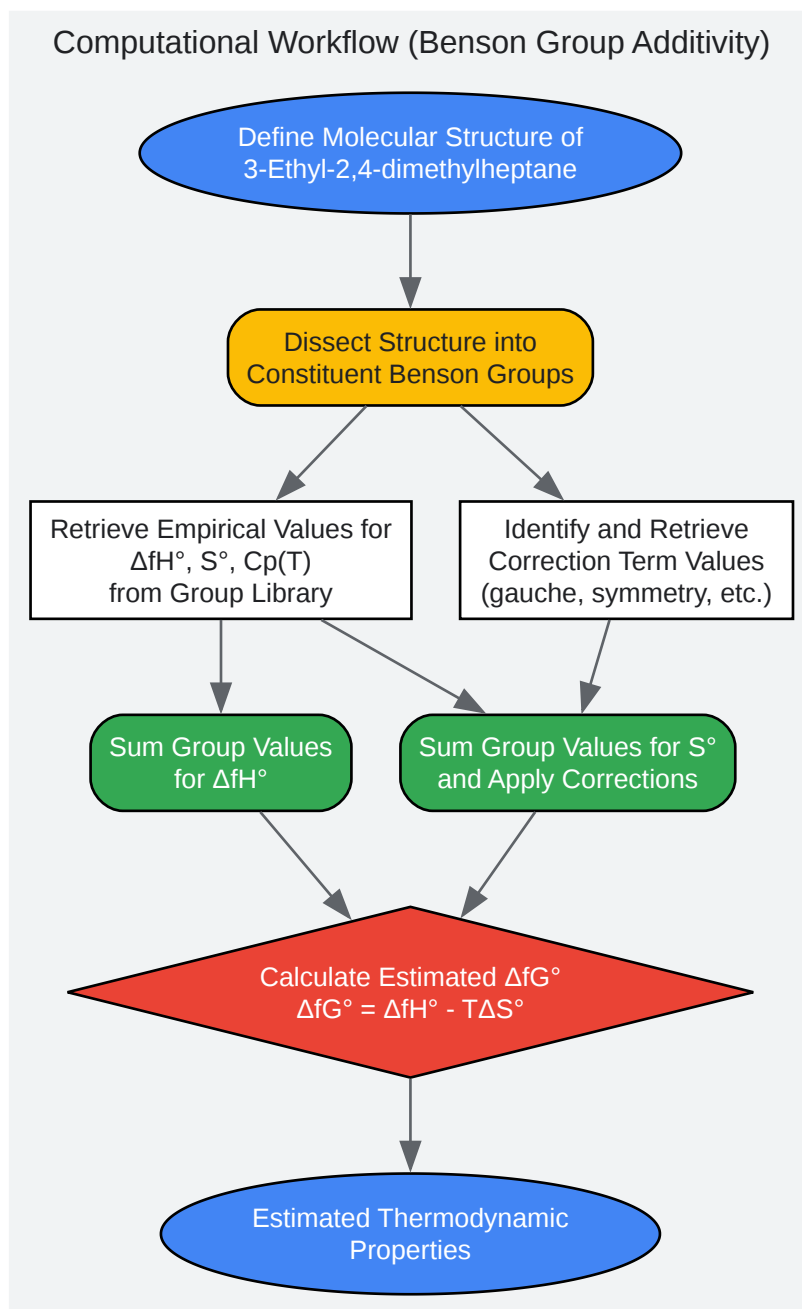 Computational Workflow (Benson Group Additivity)
Define Molecular Structure of
3-Ethyl-2,4-dimethylheptane
Dissect Structure into
Constituent Benson Groups
Retrieve Empirical Values for
ΔfH°, S°, Cp(T)
from Group Library
Identify and Retrieve
Correction Term Values
(gauche, symmetry, etc.)
Sum Group Values
for ΔfH°
Sum Group Values for S°
and Apply Corrections
Calculate Estimated ΔfG°
ΔfG° = ΔfH° - TΔS°
Estimated Thermodynamic
Properties